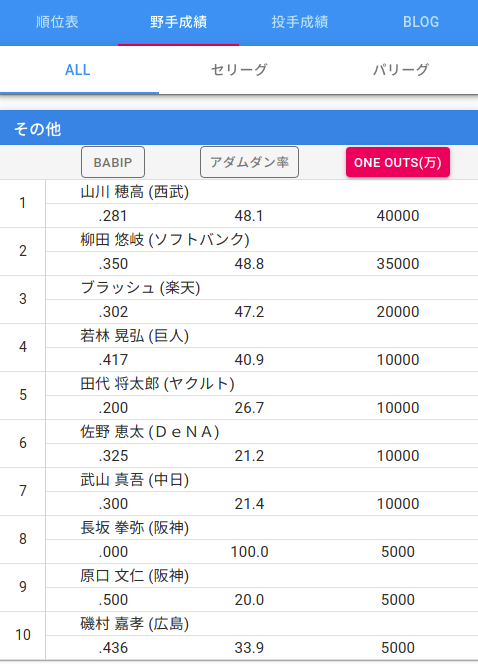 順位表 野手成績 投手成績 BLOG
ALL セリーグ パリーグ
その他
BABIP アダムダン率 ONE OUTS(万)
1 山川 穂高 (西武)
.281 48.1 40000
2 柳田 悠岐 (ソフトバンク)
.350 48.8 35000
3 ブラッシュ (楽天)
.302 47.2 20000
4 若林 晃弘 (巨人)
.417 40.9 10000
5 田代 将太郎 (ヤクルト)
.200 26.7 10000
6 佐野 恵太 (ＤｅＮＡ)
.325 21.2 10000
7 武山 真吾 (中日)
.300 21.4 10000
8 長坂 拳弥 (阪神)
.000 100.0 5000
9 原口 文仁 (阪神)
.500 20.0 5000
10 磯村 嘉孝 (広島)
.436 33.9 5000